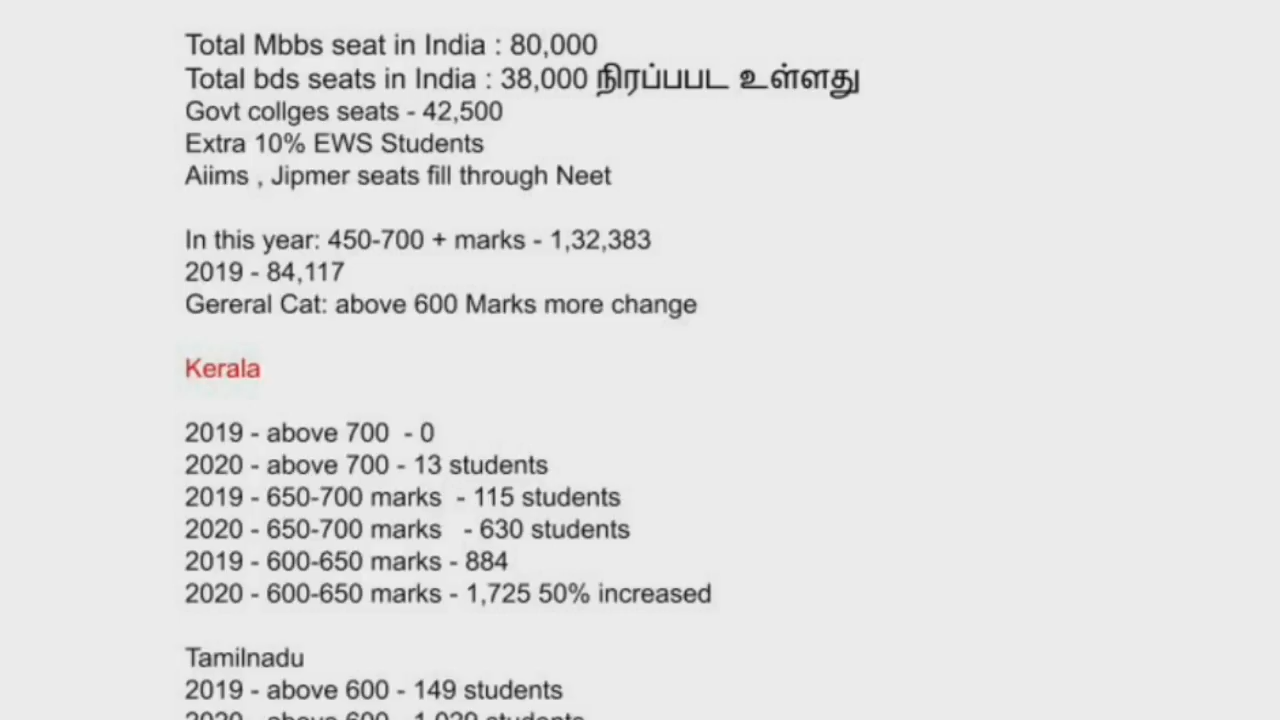 Total Mbbs seat in India : 80,000
Total bds seats in India : 38,000 நிரப்பபட உள்ளது
Govt collges seats - 42,500
Extra 10% EWS Students
Aiims , Jipmer seats fill through Neet
In this year: 450-700 + marks - 1,32,383
2019 - 84,117
Gereral Cat: above 600 Marks more change
Kerala
2019 - above 700 - 0
2020 - above 700 - 13 students
2019 - 650-700 marks - 115 students
2020 - 650-700 marks - 630 students
2019 - 600-650 marks - 884
2020 - 600-650 marks - 1,725 50% increased
Tamilnadu
2019 - above 600 - 149 students
2020 - above 600 - students